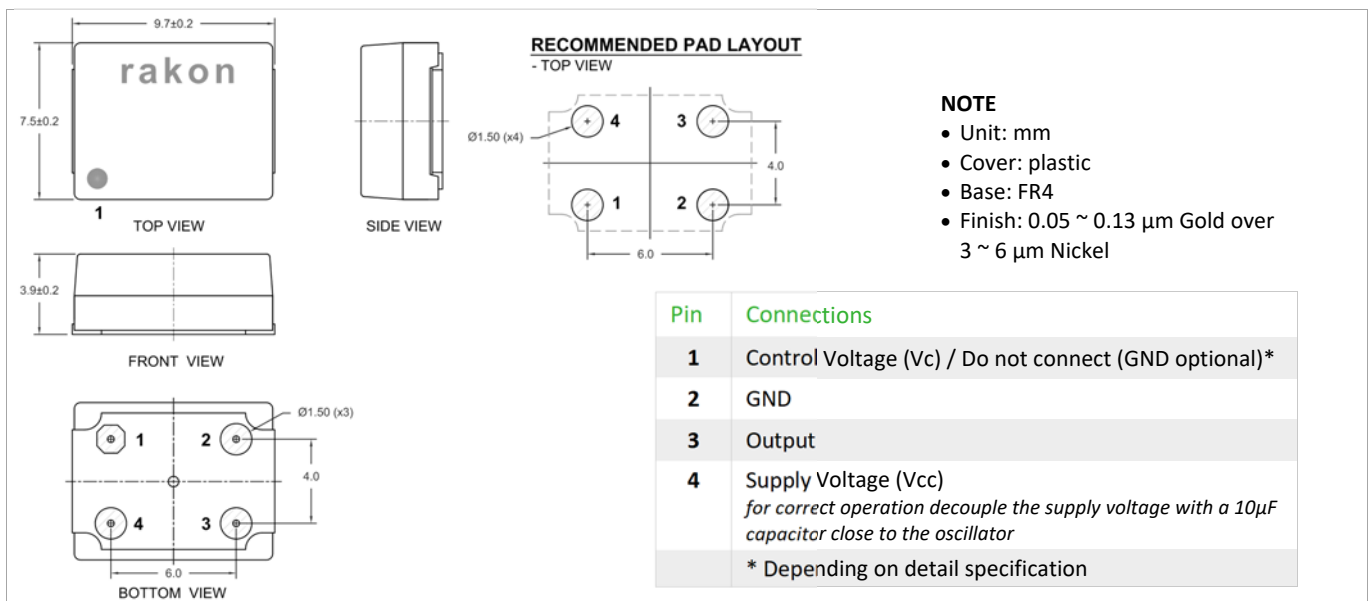 9.7±0.2
rakon
7.5±0.2
1
TOP VIEW
SIDE VIEW
RECOMMENDED PAD LAYOUT
- TOP VIEW
4
3
Ø1.50 (x4)
4.0
1
2
6.0
NOTE
• Unit: mm
• Cover: plastic
• Base: FR4
• Finish: 0.05 ~ 0.13 µm Gold over
3 ~ 6 µm Nickel
3.9±0.2
FRONT VIEW
Ø1.50 (x3)
1
2
4.0
4
3
6.0
BOTTOM VIEW
Pin Connections
1 Control Voltage (Vc) / Do not connect (GND optional)*
2 GND
3 Output
4 Supply Voltage (Vcc)
for correct operation decouple the supply voltage with a 10µF
capacitor close to the oscillator
* Depending on detail specification